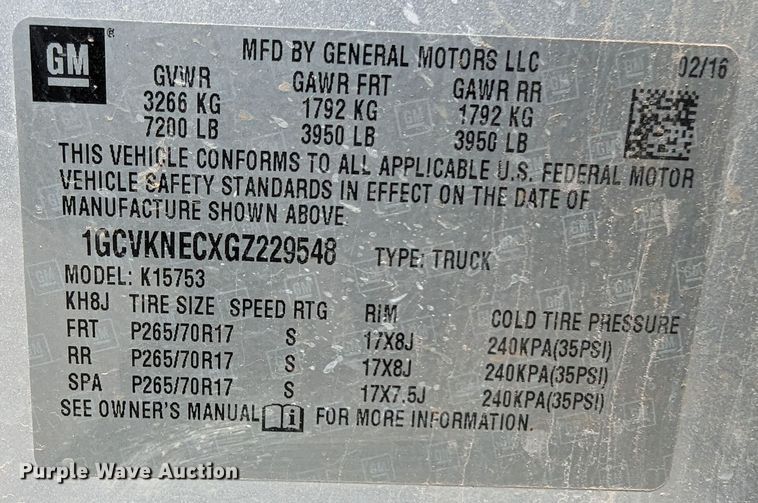 GM ® MFD BY GENERAL MOTORS LLC 02/16
GVWR GAWR FRT GAWR RR
3266 KG 1792 KG 1792 KG
7200 LB 3950 LB 3950 LB
THIS VEHICLE CONFORMS TO ALL APPLICABLE U.S. FEDERAL MOTOR
VEHICLE SAFETY STANDARDS IN EFFECT ON THE DATE OF
MANUFACTURE SHOWN ABOVE
1GCVKNECXGZ229548 TYPE: TRUCK
MODEL: K15753
KH8J TIRE SIZE SPEED RTG RIM COLD TIRE PRESSURE
FRT P265/70R17 S 17X8J 240KPA(35PSI)
RR P265/70R17 S 17X8J 240KPA(35PSI)
SPA P265/70R17 S 17X7.5J 240KPA(35PSI)
SEE OWNER'S MANUAL i FOR MORE INFORMATION.
Purple Wave Auction